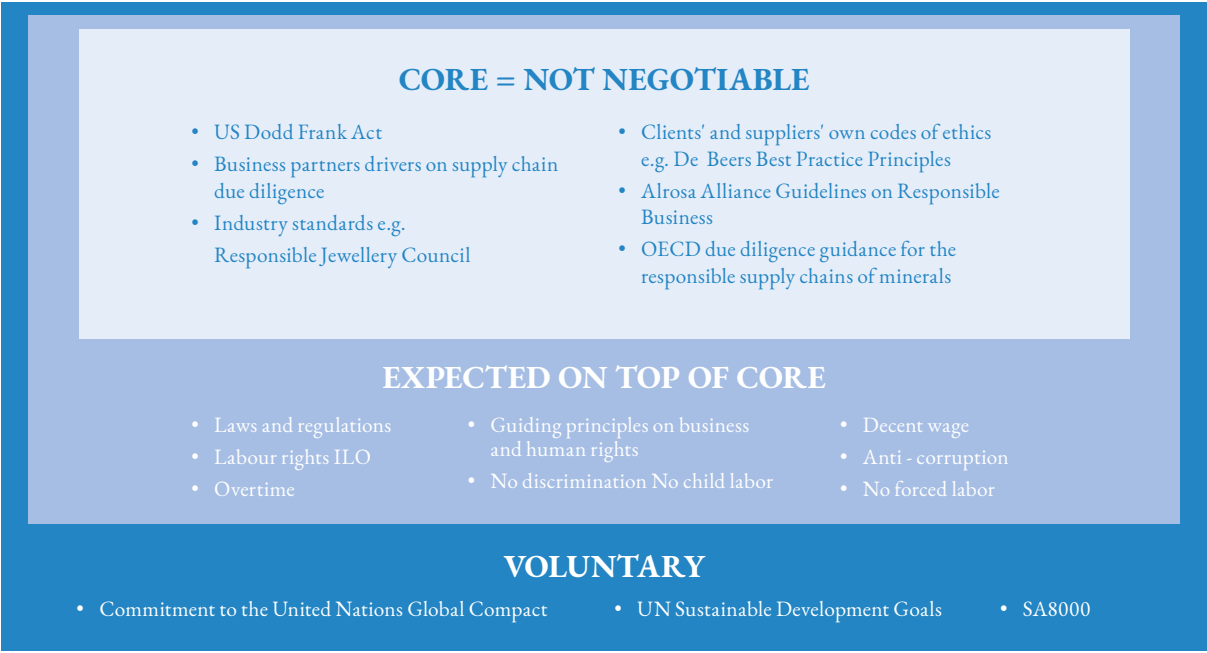 CORE = NOT NEGOTIABLE
• US Dodd Frank Act
• Business partners drivers on supply chain
due diligence
• Industry standards e.g.
Responsible Jewellery Council
• Clients' and suppliers' own codes of ethics
e.g. De Beers Best Practice Principles
• Alrosa Alliance Guidelines on Responsible
Business
• OECD due diligence guidance for the
responsible supply chains of minerals
EXPECTED ON TOP OF CORE
• Laws and regulations
• Labour rights ILO
• Overtime
• Guiding principles on business
and human rights
• No discrimination No child labor
• Decent wage
• Anti - corruption
• No forced labor
VOLUNTARY
• Commitment to the United Nations Global Compact
• UN Sustainable Development Goals
• SA8000